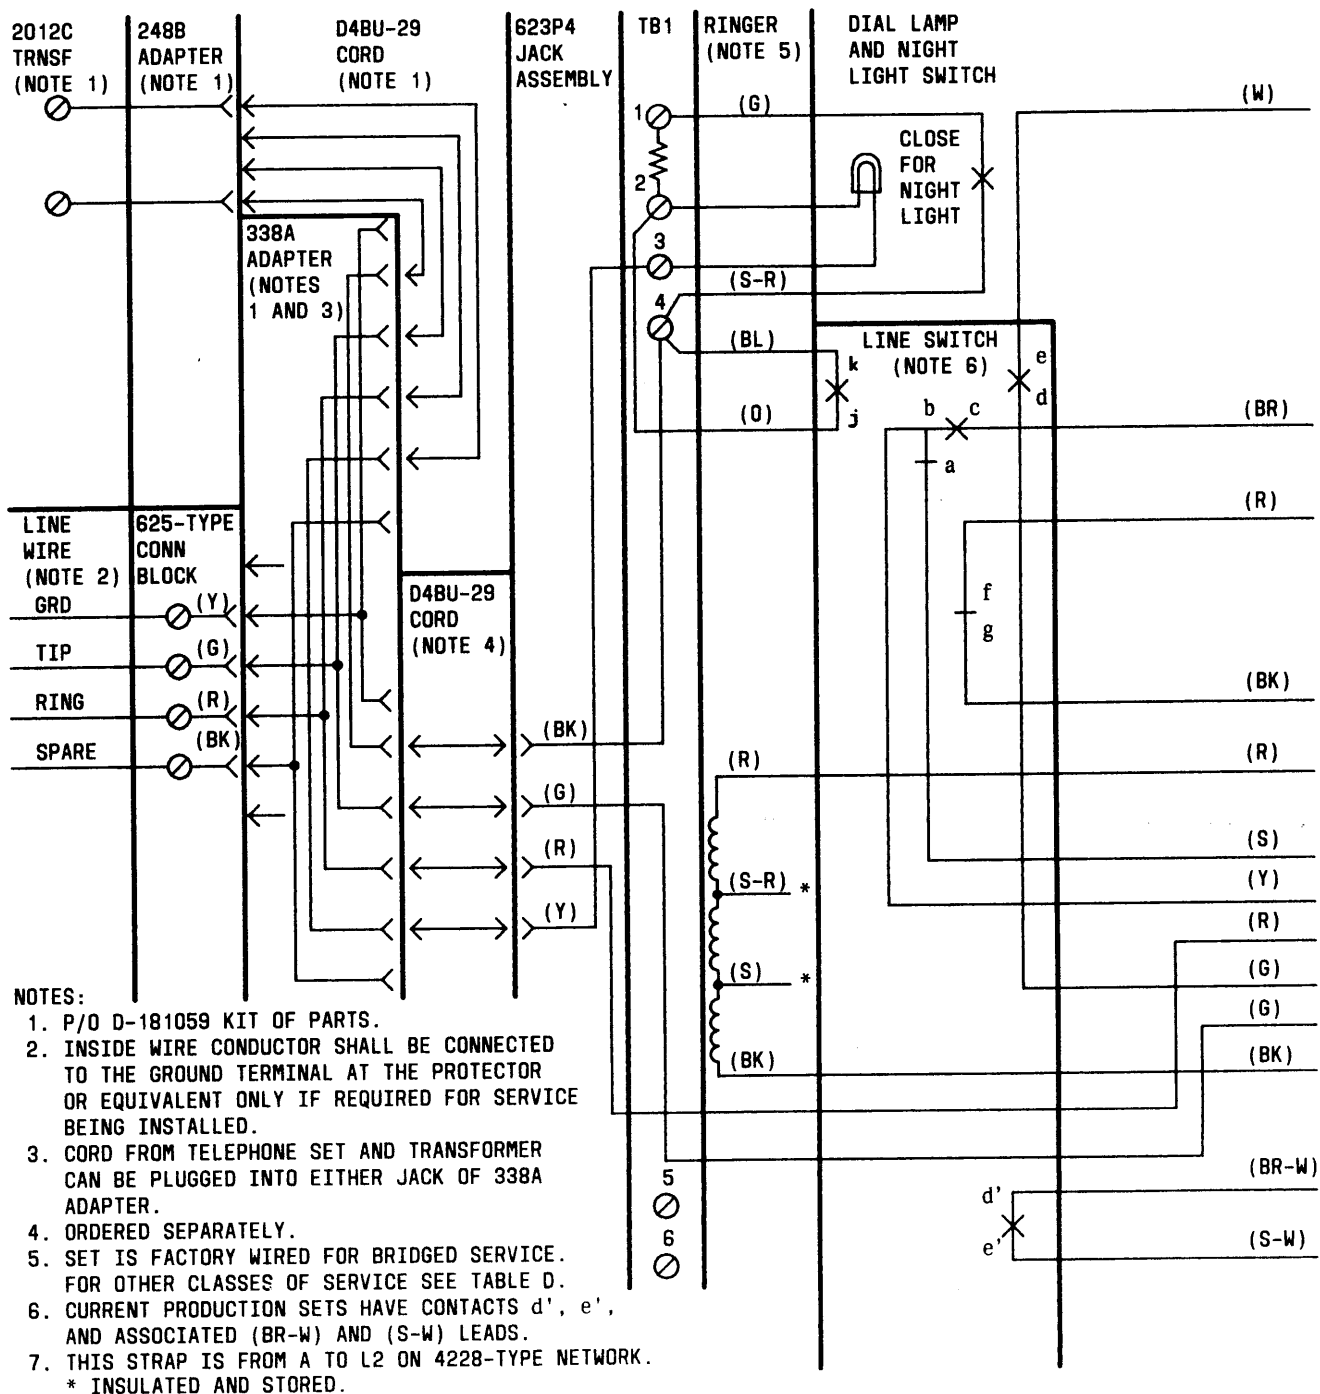 2012C
TRNSF
(NOTE 1)
248B
ADAPTER
(NOTE 1)
D4BU-29
CORD
(NOTE 1)
623P4
JACK
ASSEMBLY
TB1
RINGER
(NOTE 5)
DIAL LAMP
AND NIGHT
LIGHT SWITCH
(W)
1
(G)
CLOSE
FOR
NIGHT
LIGHT
2
338A
ADAPTER
(NOTES
1 AND 3)
3
(S-R)
4
(BL)
LINE SWITCH
(NOTE 6)
k
e
d
(O)
j
b
c
(BR)
a
(R)
LINE
WIRE
(NOTE 2)
625-TYPE
CONN
BLOCK
D4BU-29
CORD
(NOTE 4)
f
g
GRD
(Y)
TIP
(G)
RING
(R)
(BK)
SPARE
(BK)
(BK)
(R)
(R)
(G)
(R)
(S)
(S-R) *
(Y)
(Y)
(R)
(S) *
(G)
(G)
(BK)
(BK)
5
(BR-W)
d'
6
e'
(S-W)
NOTES:
1. P/O D-181059 KIT OF PARTS.
2. INSIDE WIRE CONDUCTOR SHALL BE CONNECTED
TO THE GROUND TERMINAL AT THE PROTECTOR
OR EQUIVALENT ONLY IF REQUIRED FOR SERVICE
BEING INSTALLED.
3. CORD FROM TELEPHONE SET AND TRANSFORMER
CAN BE PLUGGED INTO EITHER JACK OF 338A
ADAPTER.
4. ORDERED SEPARATELY.
5. SET IS FACTORY WIRED FOR BRIDGED SERVICE.
FOR OTHER CLASSES OF SERVICE SEE TABLE D.
6. CURRENT PRODUCTION SETS HAVE CONTACTS d', e',
AND ASSOCIATED (BR-W) AND (S-W) LEADS.
7. THIS STRAP IS FROM A TO L2 ON 4228-TYPE NETWORK.
* INSULATED AND STORED.